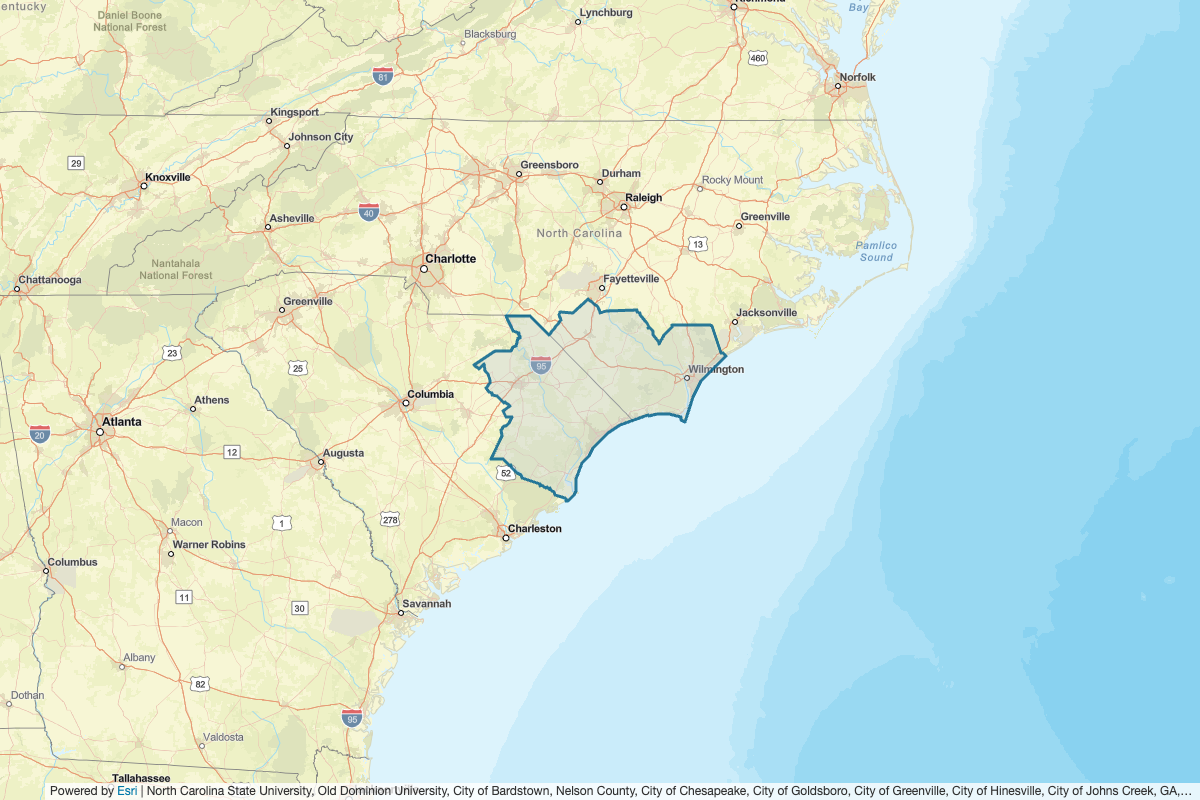 entucky
Daniel Boone
National Forest
Lynchburg
Richmond
Bay
Blacksburg
460
81
Norfolk
Kingsport
Johnson City
29
Greensboro
Durham
Knoxville
Rocky Mount
Raleigh
40
Asheville
Greenville
North Carolina
13
Pamlico
Sound
Charlotte
Nantahala
National Forest
Chattanooga
Fayetteville
Greenville
Jacksonville
23
25
95
Wilmington
Columbia
Athens
Atlanta
20
12
Augusta
52
278
1
Macon
Charleston
Warner Robins
Columbus
11
30
Savannah
Albany
82
Dothan
95
Valdosta
Tallahassee
Powered by Esri | North Carolina State University, Old Dominion University, City of Bardstown, Nelson County, City of Chesapeake, City of Goldsboro, City of Greenville, City of Hinesville, City of Johns Creek, GA,...